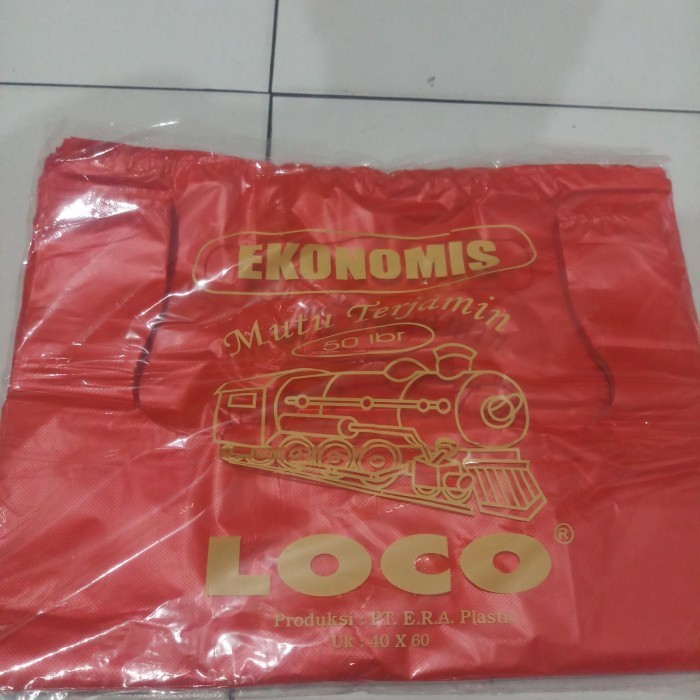 EKONOMIS
Mutu Terjamin
50 lbr
LOCO®
Produksi : PT. E.R.A. Plastik
Uk : 40 X 60